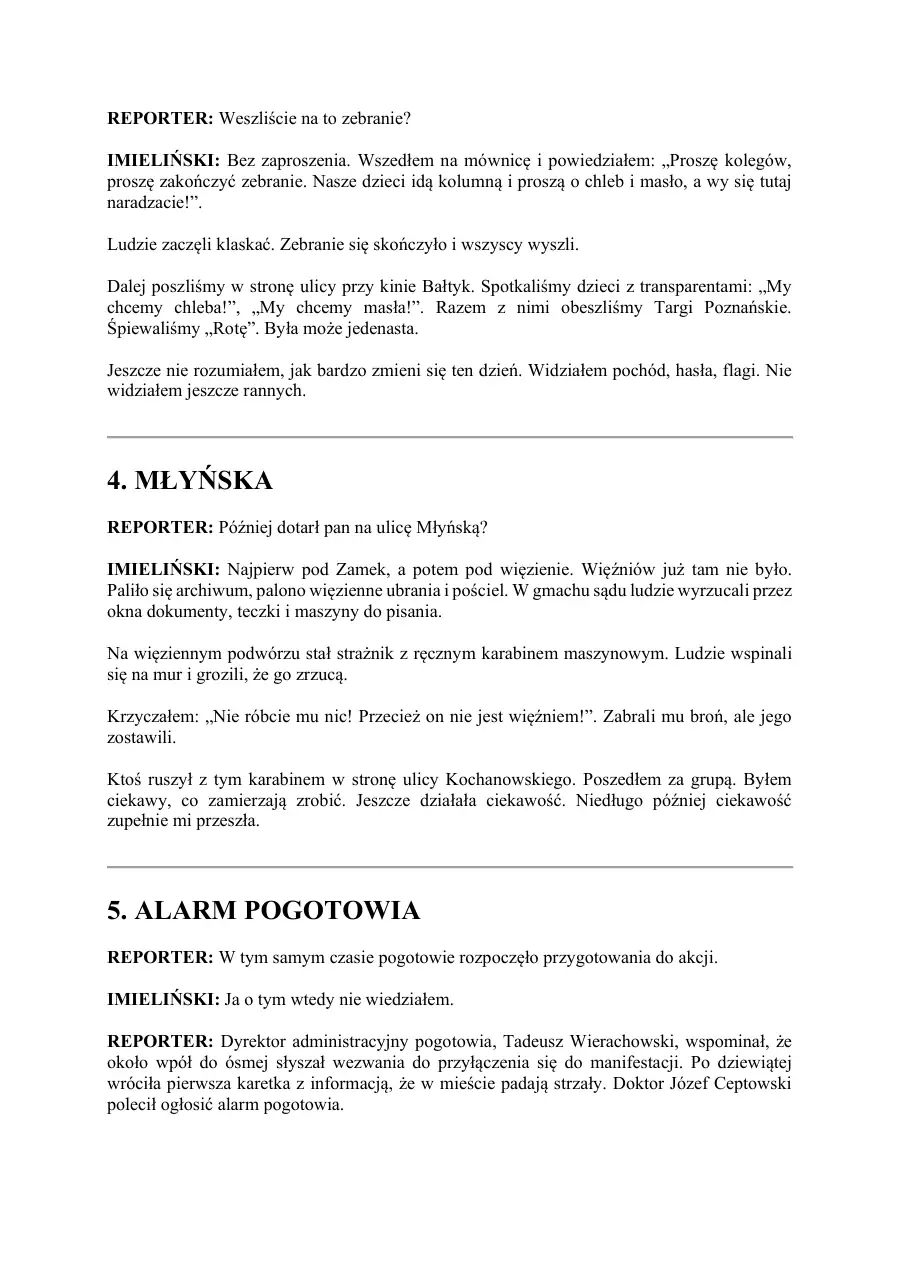 REPORTER: Weszliście na to zebranie?
IMIELIŃSKI: Bez zaproszenia. Wszedłem na mównicę i powiedziałem: „Proszę kolegów,
proszę zakończyć zebranie. Nasze dzieci idą kolumną i proszą o chleb i masło, a wy się tutaj
naradzacie!”.
Ludzie zaczęli klaskać. Zebranie się skończyło i wszyscy wyszli.
Dalej poszliśmy w stronę ulicy przy kinie Bałtyk. Spotkaliśmy dzieci z transparentami: „My
chcemy chleba!”, „My chcemy masła!”. Razem z nimi obeszliśmy Targi Poznańskie.
Śpiewaliśmy „Rotę”. Była może jedenasta.
Jeszcze nie rozumiałem, jak bardzo zmieni się ten dzień. Widziałem pochód, hasła, flagi. Nie
widziałem jeszcze rannych.
4. MŁYŃSKA
REPORTER: Później dotarł pan na ulicę Młyńską?
IMIELIŃSKI: Najpierw pod Zamek, a potem pod więzienie. Więźniów już tam nie było.
Paliło się archiwum, palono więzienne ubrania i pościel. W gmachu sądu ludzie wyrzucali przez
okna dokumenty, teczki i maszyny do pisania.
Na więziennym podwórzu stał strażnik z ręcznym karabinem maszynowym. Ludzie wspinali
się na mur i grozili, że go zrzucą.
Krzyczałem: „Nie róbcie mu nic! Przecież on nie jest więźniem!”. Zabrali mu broń, ale jego
zostawili.
Ktoś ruszył z tym karabinem w stronę ulicy Kochanowskiego. Poszedłem za grupą. Byłem
ciekawy, co zamierzają zrobić. Jeszcze działała ciekawość. Niedługo później ciekawość
zupełnie mi przeszła.
5. ALARM POGOTOWIA
REPORTER: W tym samym czasie pogotowie rozpoczęło przygotowania do akcji.
IMIELIŃSKI: Ja o tym wtedy nie wiedziałem.
REPORTER: Dyrektor administracyjny pogotowia, Tadeusz Wierachowski, wspominał, że
około wpół do ósmej słyszał wezwania do przyłączenia się do manifestacji. Po dziewiątej
wróciła pierwsza karetka z informacją, że w mieście padają strzały. Doktor Józef Ceptowski
polecił ogłosić alarm pogotowia.